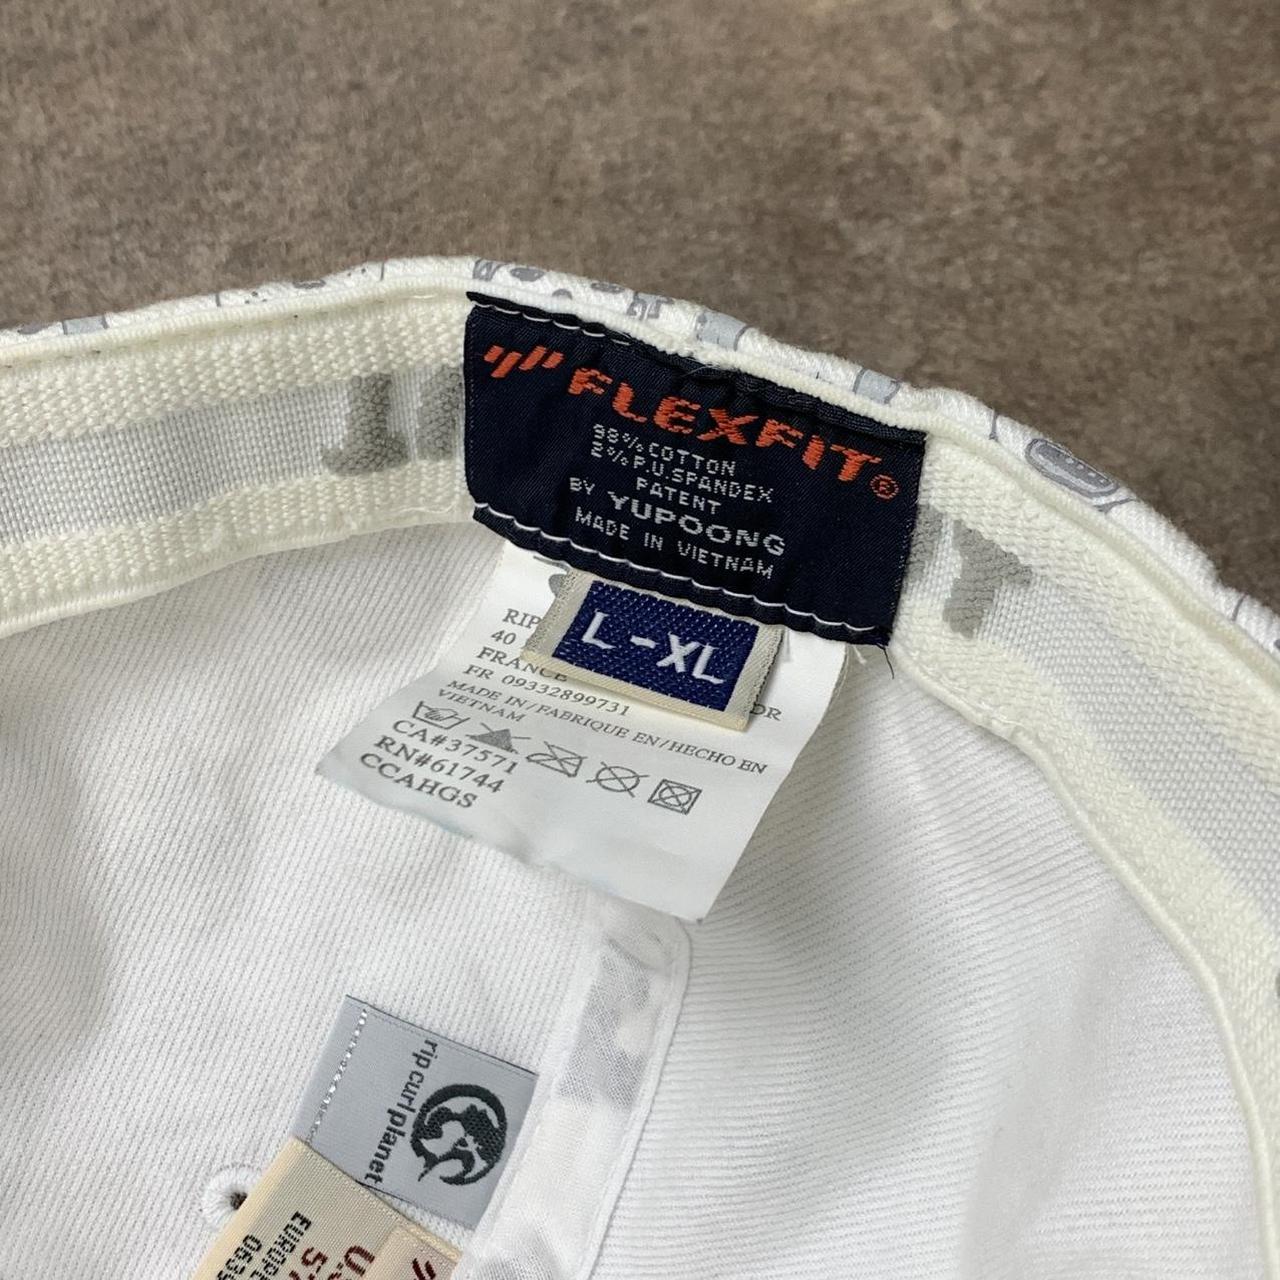 FLEXFIT®
98% COTTON
2% P.U. SPANDEX
PATENT
BY YUPOONG
MADE IN VIETNAM
L-XL
RIP
40
FRANCE
FR 09332899731
MADE IN/FABRIQUE EN/HECHO EN
VIETNAM
CA#37571
RN#61744
CCAHGS
rip curl planet